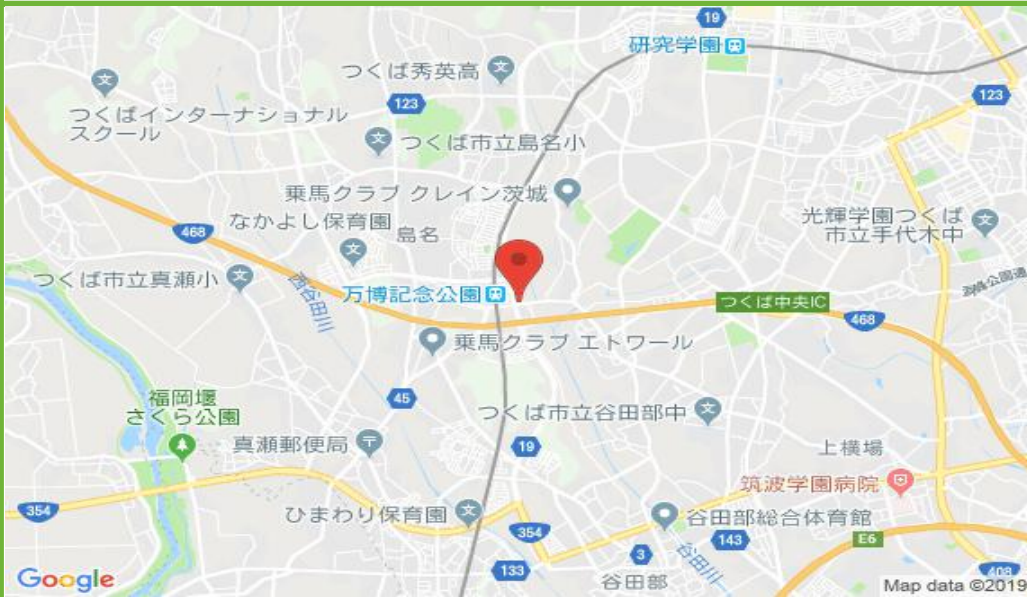 19
研究学園
つくば秀英高
つくばインターナショナル
スクール
123
123
つくば市立島名小
乗馬クラブ クレイン茨城
なかよし保育園
島名
光輝学園つくば
市立手代木中
468
つくば市立真瀬小
西谷田川
万博記念公園
つくば中央IC
468
乗馬クラブ エトワール
福岡堰
さくら公園
45
つくば市立谷田部中
真瀬郵便局
19
上横場
筑波学園病院
354
ひまわり保育園
354
谷田部総合体育館
143
E6
3
谷田川
133
谷田部
408
Google
Map data ©2019